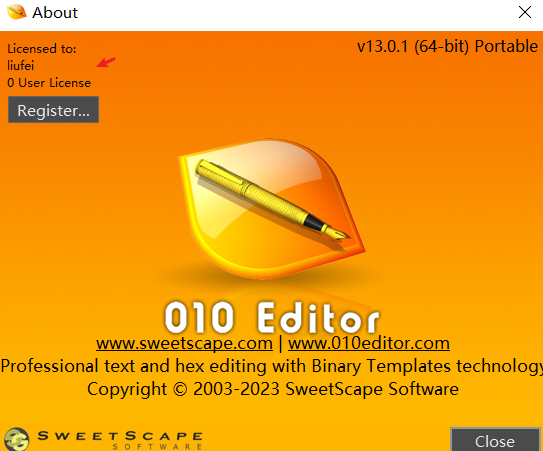 About
Licensed to:
liufei
0 User License
v13.0.1 (64-bit) Portable
Register...
010 Editor
www.sweetscape.com | www.010editor.com
Professional text and hex editing with Binary Templates technology
Copyright © 2003-2023 SweetScape Software
SWEETSCAPE
SOFTWARE
Close